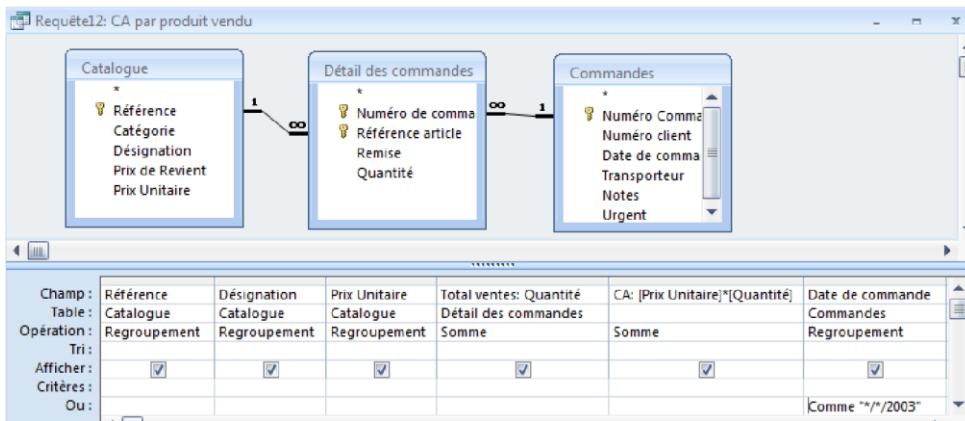 Requête12: CA par produit vendu
Catalogue
*
Référence
Catégorie
Désignation
Prix de Revient
Prix Unitaire
1
∞
Détail des commandes
*
Numéro de comma
Référence article
Remise
Quantité
∞
1
Commandes
*
Numéro Comma
Numéro client
Date de comma
Transporteur
Notes
Urgent
Champ : Référence Désignation Prix Unitaire Total ventes: Quantité CA: [Prix Unitaire]*[Quantité] Date de commande
Table : Catalogue Catalogue Catalogue Détail des commandes Commandes
Opération : Regroupement Regroupement Regroupement Somme Somme Regroupement
Tri :
Afficher :
Critères :
Ou : Comme "*/*/2003"